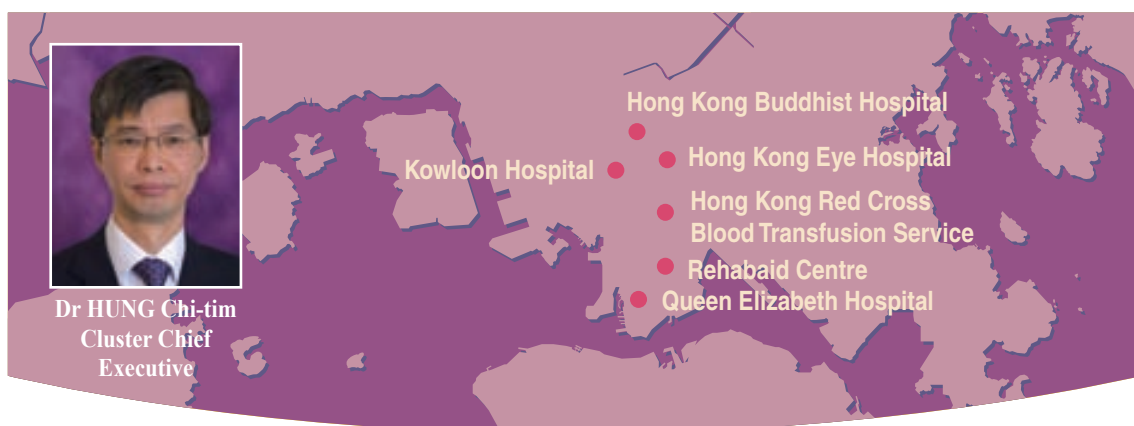 Hong Kong Buddhist Hospital
Kowloon Hospital
Hong Kong Eye Hospital
Hong Kong Red Cross
Blood Transfusion Service
Rehabaid Centre
Queen Elizabeth Hospital
Dr HUNG Chi-tim
Cluster Chief
Executive